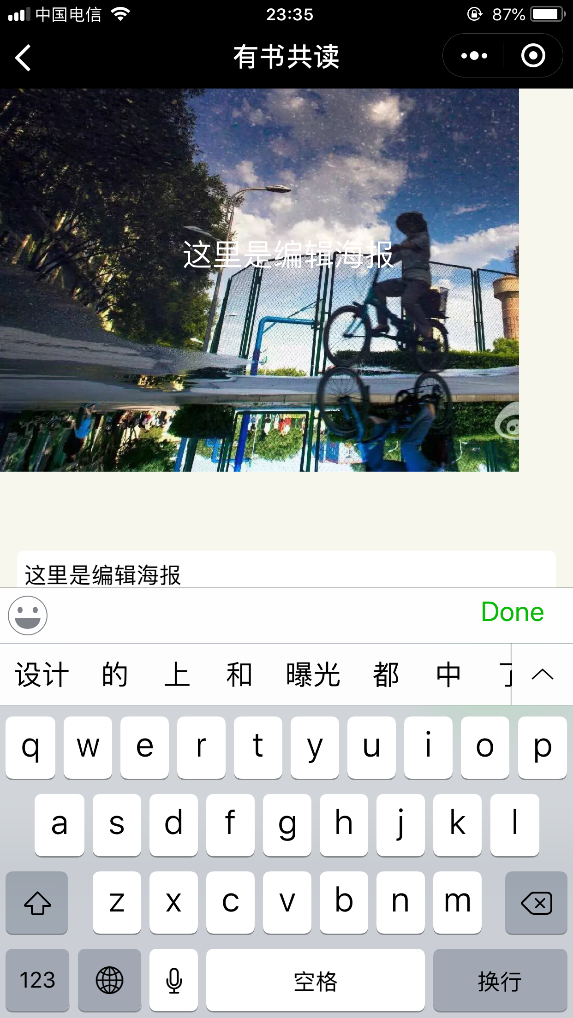 中国电信
23:35
87%
有书共读
这里是编辑海报
这里是编辑海报
Done
设计 的 上 和 曝光 都 中
q w e r t y u i o p
a s d f g h j k l
z x c v b n m
123 空格 换行